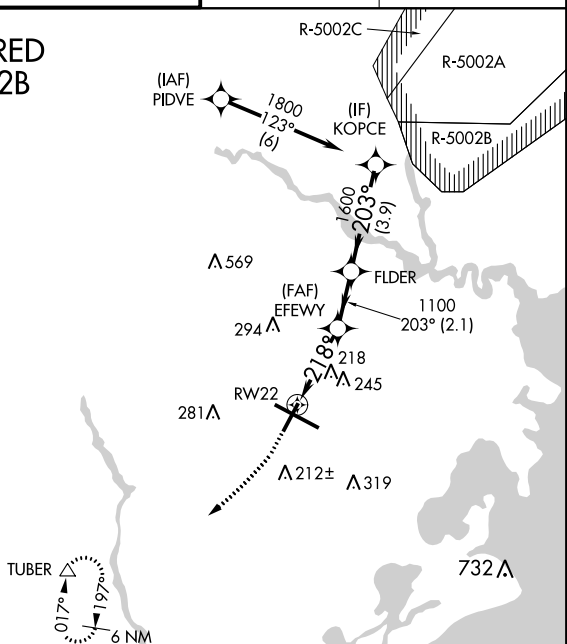 RED
2B
R-5002C
R-5002A
(IAF)
PIDVE
1800
123°
(6)
(IF)
KOPCE
R-5002B
1600
203°
(3.9)
569
FLDER
(FAF)
EFEWY
1100
203° (2.1)
294
218°
218
245
RW22
281
212±
319
TUBER
017°
197°
6 NM
732